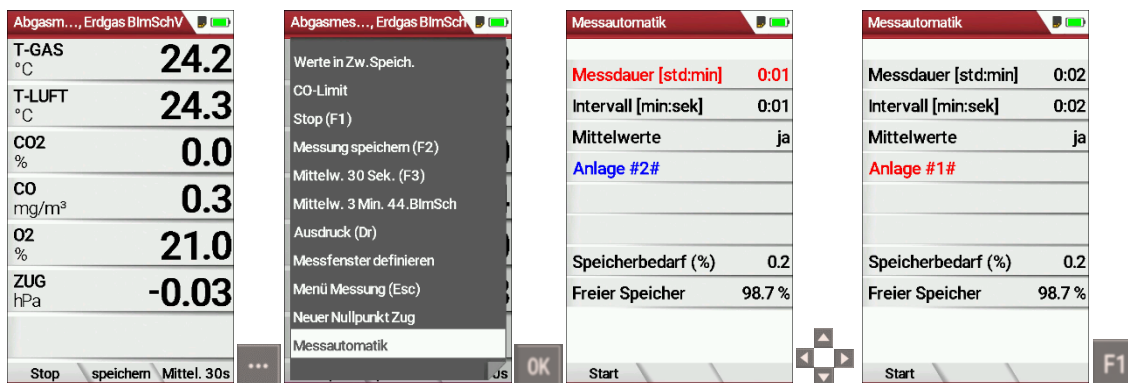 Abgasm..., Erdgas BImSchV
T-GAS
°C
24.2
T-LUFT
°C
24.3
CO2
%
0.0
CO
mg/m³
0.3
O2
%
21.0
ZUG
hPa
-0.03
Stop speichern Mittel. 30s
...
Abgasmes..., Erdgas BImSch
Werte in Zw.Speich.
CO-Limit
Stop (F1)
Messung speichern (F2)
Mittelw. 30 Sek. (F3)
Mittelw. 3 Min. 44.BImSch
Ausdruck (Dr)
Messfenster definieren
Menü Messung (Esc)
Neuer Nullpunkt Zug
Messautomatik
0s
OK
Messautomatik
Messdauer [std:min] 0:01
Intervall [min:sek] 0:01
Mittelwerte ja
Anlage #2#
Speicherbedarf (%) 0.2
Freier Speicher 98.7 %
Start
Messautomatik
Messdauer [std:min] 0:02
Intervall [min:sek] 0:02
Mittelwerte ja
Anlage #1#
Speicherbedarf (%) 0.2
Freier Speicher 98.7 %
Start
F1